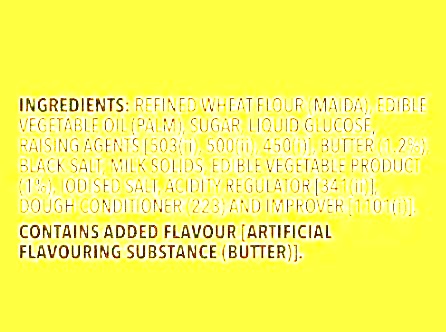 INGREDIENTS: REFINED WHEAT FLOUR (MAIDA), EDIBLE
VEGETABLE OIL (PALM), SUGAR, LIQUID GLUCOSE,
RAISING AGENTS [503(ii), 500(ii), 450(i)], BUTTER (1.2%),
BLACK SALT, MILK SOLIDS, EDIBLE VEGETABLE PRODUCT
(1%), IODISED SALT, ACIDITY REGULATOR [341(i)],
DOUGH CONDITIONER (223) AND IMPROVER [1101(i)].
CONTAINS ADDED FLAVOUR [ARTIFICIAL
FLAVOURING SUBSTANCE (BUTTER)].